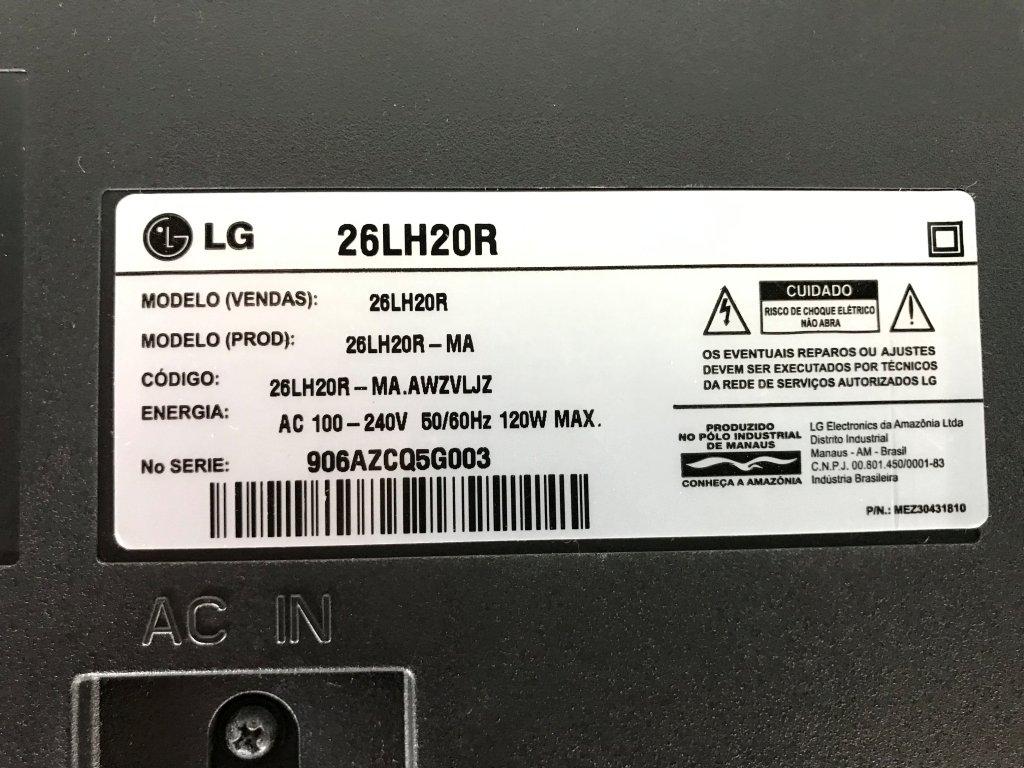 LG 26LH20R
MODELO (VENDAS): 26LH20R
MODELO (PROD): 26LH20R-MA
CÓDIGO: 26LH20R-MA.AWZVLJZ
ENERGIA: AC 100-240V 50/60Hz 120W MAX.
No SERIE: 906AZCQ5G003
CUIDADO
RISCO DE CHOQUE ELÉTRICO
NÃO ABRA
OS EVENTUAIS REPAROS OU AJUSTES
DEVEM SER EXECUTADOS POR TÉCNICOS
DA REDE DE SERVIÇOS AUTORIZADOS LG
PRODUZIDO
NO PÓLO INDUSTRIAL
DE MANAUS
CONHEÇA A AMAZÔNIA
LG Electronics da Amazônia Ltda
Distrito Industrial
Manaus - AM - Brasil
C.N.P.J. 00.801.450/0001-83
Indústria Brasileira
P/N.: MEZ30431810
AC IN